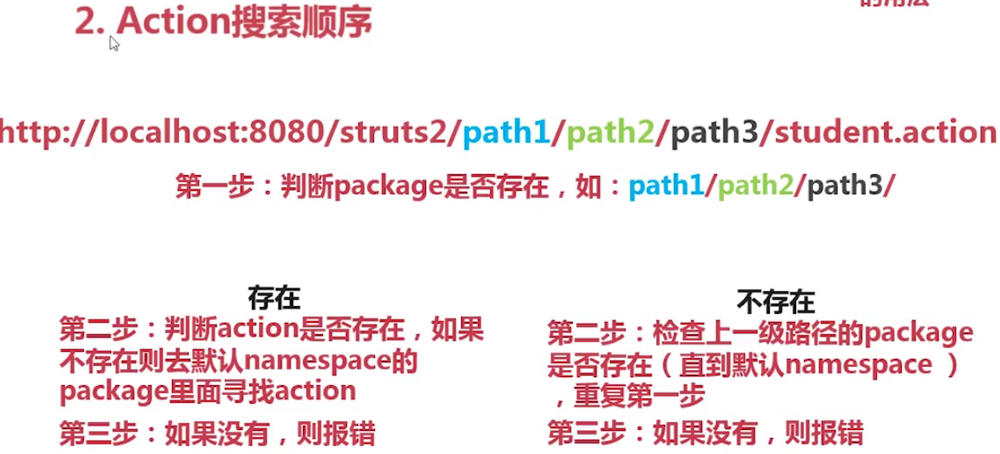 的用法
2. Action搜索顺序
http://localhost:8080/struts2/path1/path2/path3/student.action
第一步：判断package是否存在，如：path1/path2/path3/
存在
第二步：判断action是否存在，如果
不存在则去默认namespace的
package里面寻找action
第三步：如果没有，则报错
不存在
第二步：检查上一级路径的package
是否存在（直到默认namespace ）
，重复第一步
第三步：如果没有，则报错